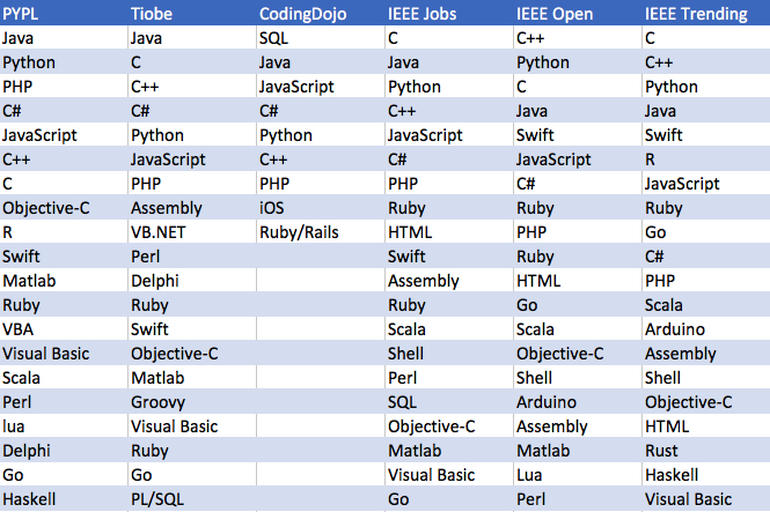 PYPL Tiobe CodingDojo IEEE Jobs IEEE Open IEEE Trending
Java Java SQL C C++ C
Python C Java Java Python C++
PHP C++ JavaScript Python C Python
C# C# C# C++ Java Java
JavaScript Python Python JavaScript Swift Swift
C++ JavaScript C++ C# JavaScript R
C PHP PHP PHP C# JavaScript
Objective-C Assembly iOS Ruby Ruby Ruby
R VB.NET Ruby/Rails HTML PHP Go
Swift Perl Swift Ruby C#
Matlab Delphi Assembly HTML PHP
Ruby Ruby Ruby Go Scala
VBA Swift Scala Scala Arduino
Visual Basic Objective-C Shell Objective-C Assembly
Scala Matlab Perl Shell Shell
Perl Groovy SQL Arduino Objective-C
lua Visual Basic Objective-C Assembly HTML
Delphi Ruby Matlab Matlab Rust
Go Go Visual Basic Lua Haskell
Haskell PL/SQL Go Perl Visual Basic